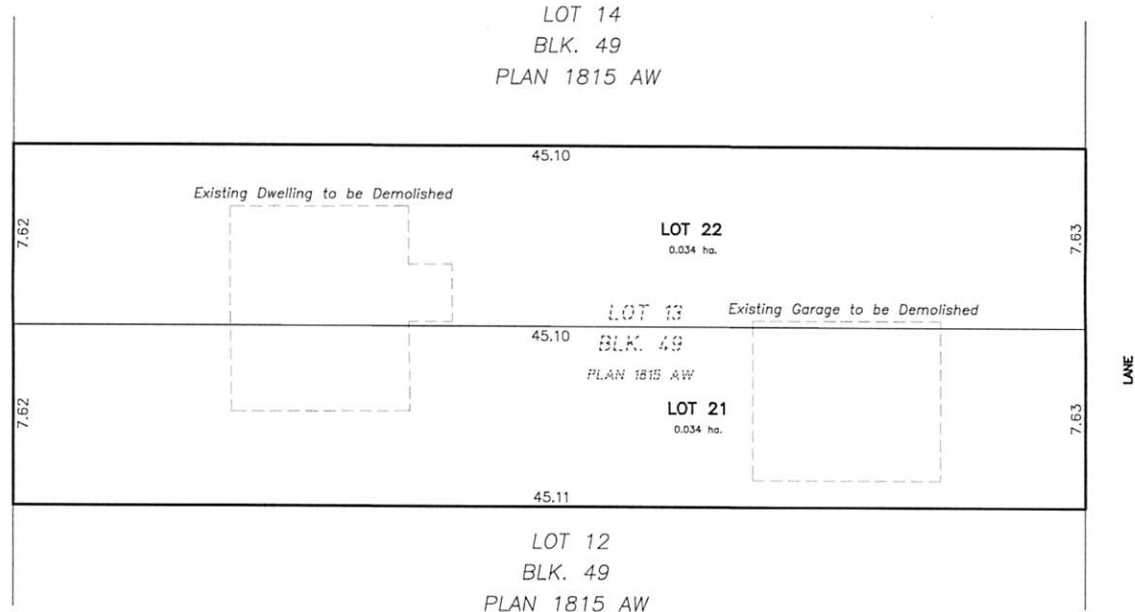 LOT 14
BLK. 49
PLAN 1815 AW
45.10
Existing Dwelling to be Demolished
7.62
LOT 22
0.034 ha.
7.63
LOT 13
Existing Garage to be Demolished
45.10
BLK. 49
PLAN 1815 AW
LANE
7.62
LOT 21
0.034 ha.
7.63
45.11
LOT 12
BLK. 49
PLAN 1815 AW